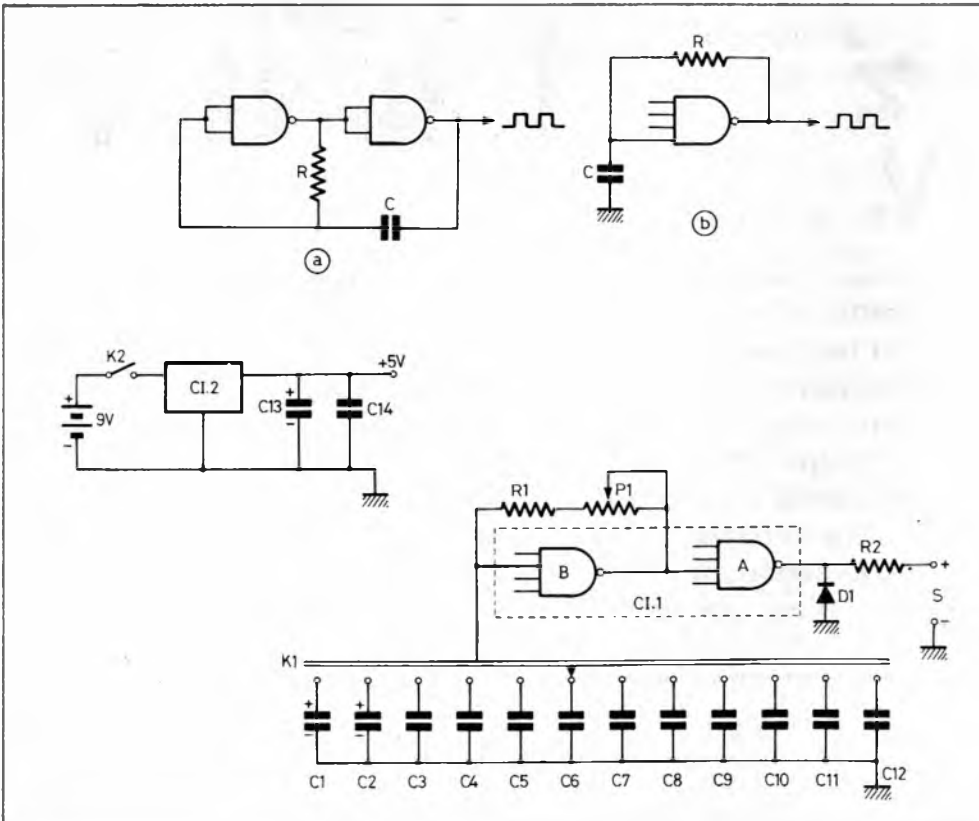 R
R
C
a
C
b
K2
+5V
CI.2
+
9V
-
+
C13
-
C14
R1
P1
B
A
R2
CI.1
D1
+
S
-
K1
+
-
+
-
C1 C2 C3 C4 C5 C6 C7 C8 C9 C10 C11 C12